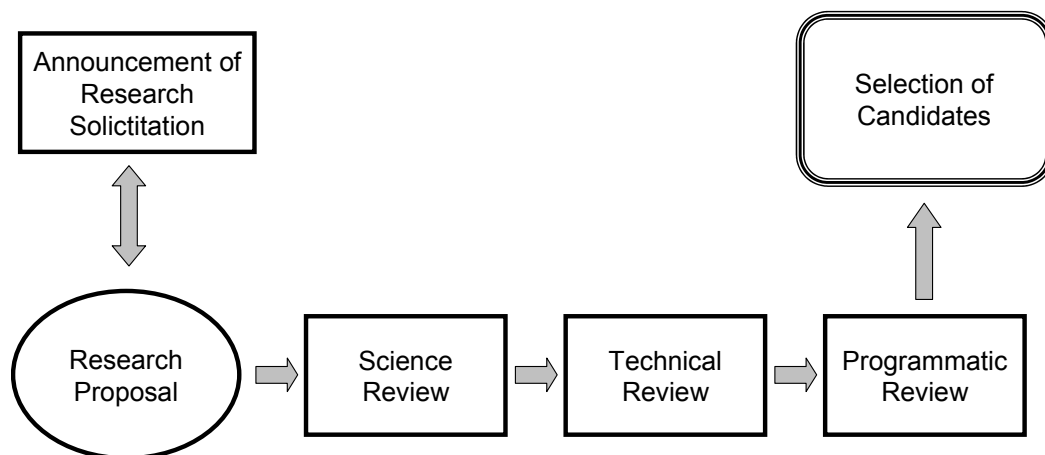 Announcement of
Research
Solictitation
Selection of
Candidates
Research
Proposal
Science
Review
Technical
Review
Programmatic
Review